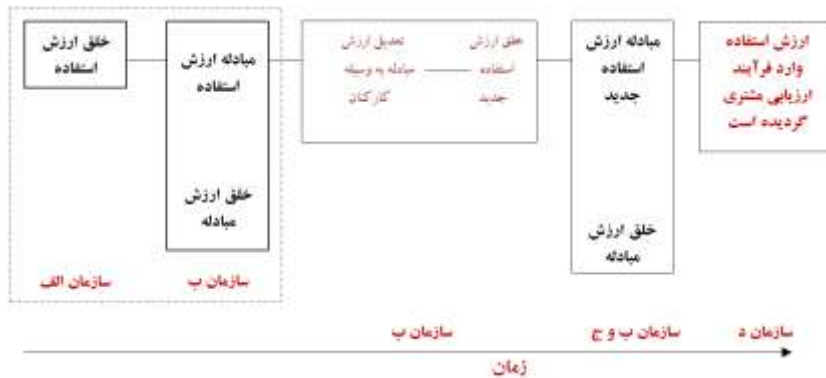 خلق ارزش
استفاده
مبادله ارزش
استفاده
خلق ارزش
مبادله
تعدیل ارزش
مبادله به وسیله
کارکنان
خلق ارزش
استفاده
جدید
مبادله ارزش
استفاده
جدید
خلق ارزش
مبادله
ارزش استفاده
وارد فرآیند
ارزیابی مشتری
گردیده است
سازمان الف
سازمان ب
سازمان ب
سازمان ب و ج
سازمان د
زمان